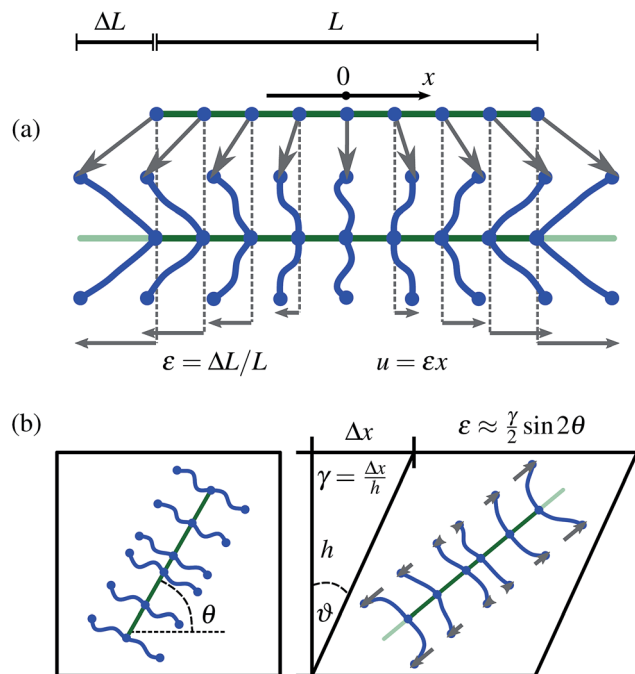 ΔL L
0 x
(a)
ε = ΔL/L u = εx
(b) Δx ε ≈ γ/2 sin 2θ
γ = Δx/h
h
θ ϑ